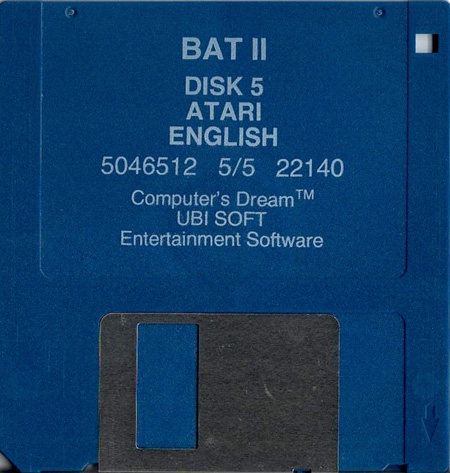 BAT II
DISK 5
ATARI
ENGLISH
5046512 5/5 22140
Computer's Dream™
UBI SOFT
Entertainment Software